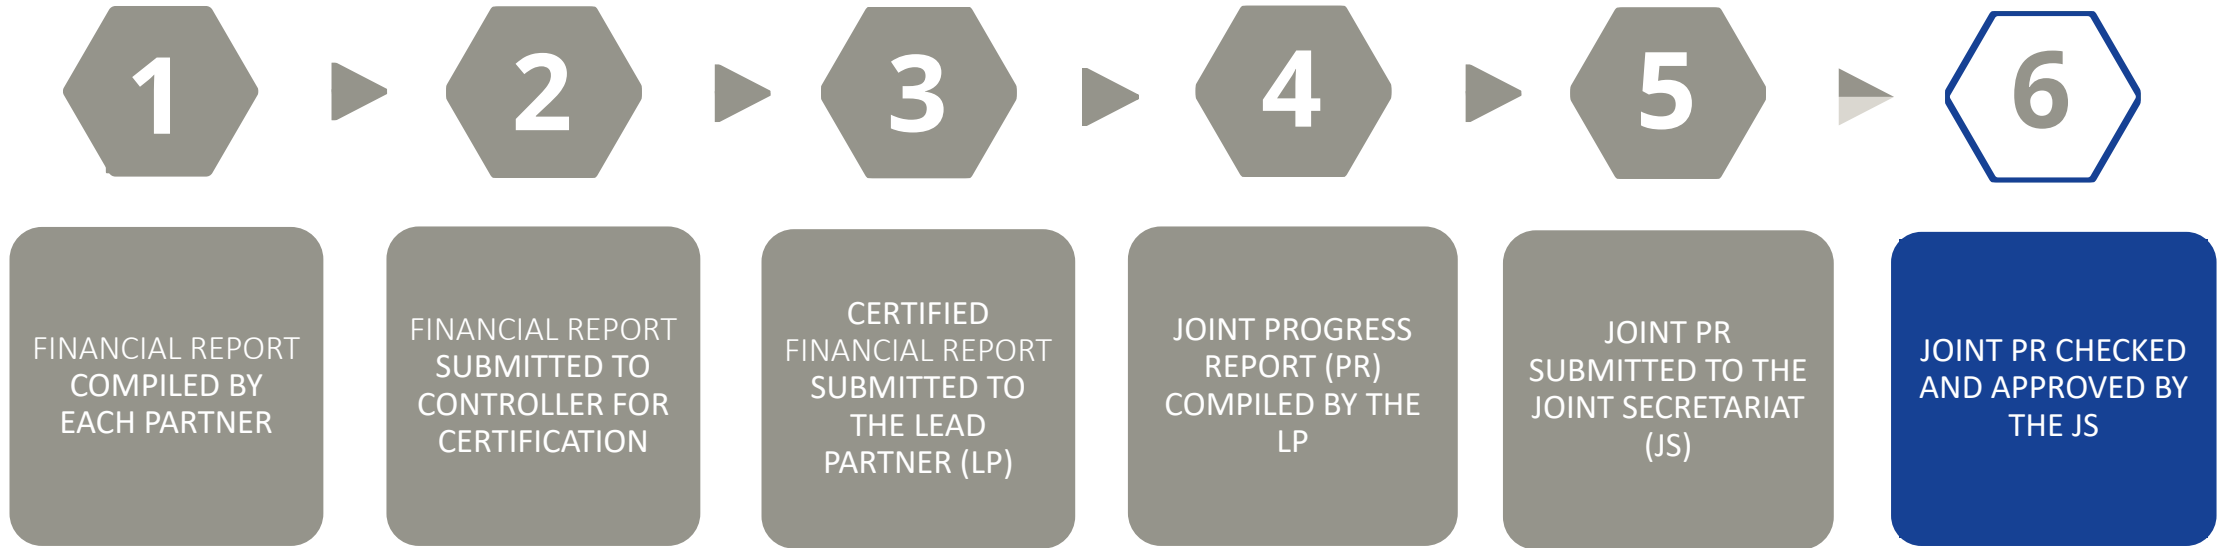 1
2
3
4
5
6
FINANCIAL REPORT
COMPILED BY
EACH PARTNER
FINANCIAL REPORT
SUBMITTED TO
CONTROLLER FOR
CERTIFICATION
CERTIFIED
FINANCIAL REPORT
SUBMITTED TO
THE LEAD
PARTNER (LP)
JOINT PROGRESS
REPORT (PR)
COMPILED BY THE
LP
JOINT PR
SUBMITTED TO THE
JOINT SECRETARIAT
(JS)
JOINT PR CHECKED
AND APPROVED BY
THE JS